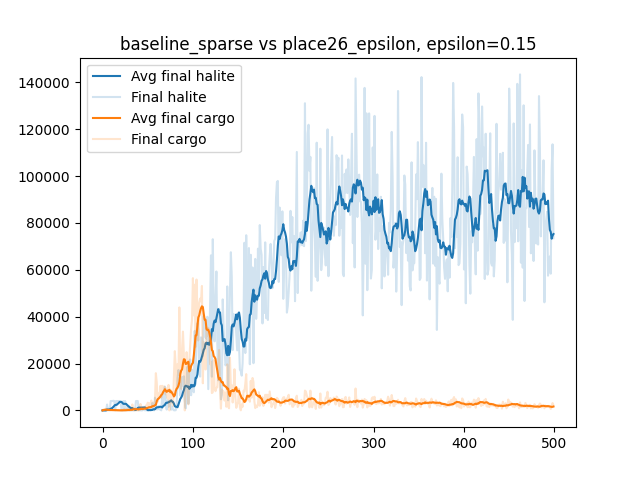 baseline_sparse vs place26_epsilon, epsilon=0.15
Avg final halite
Final halite
Avg final cargo
Final cargo
140000
120000
100000
80000
60000
40000
20000
0
0 100 200 300 400 500